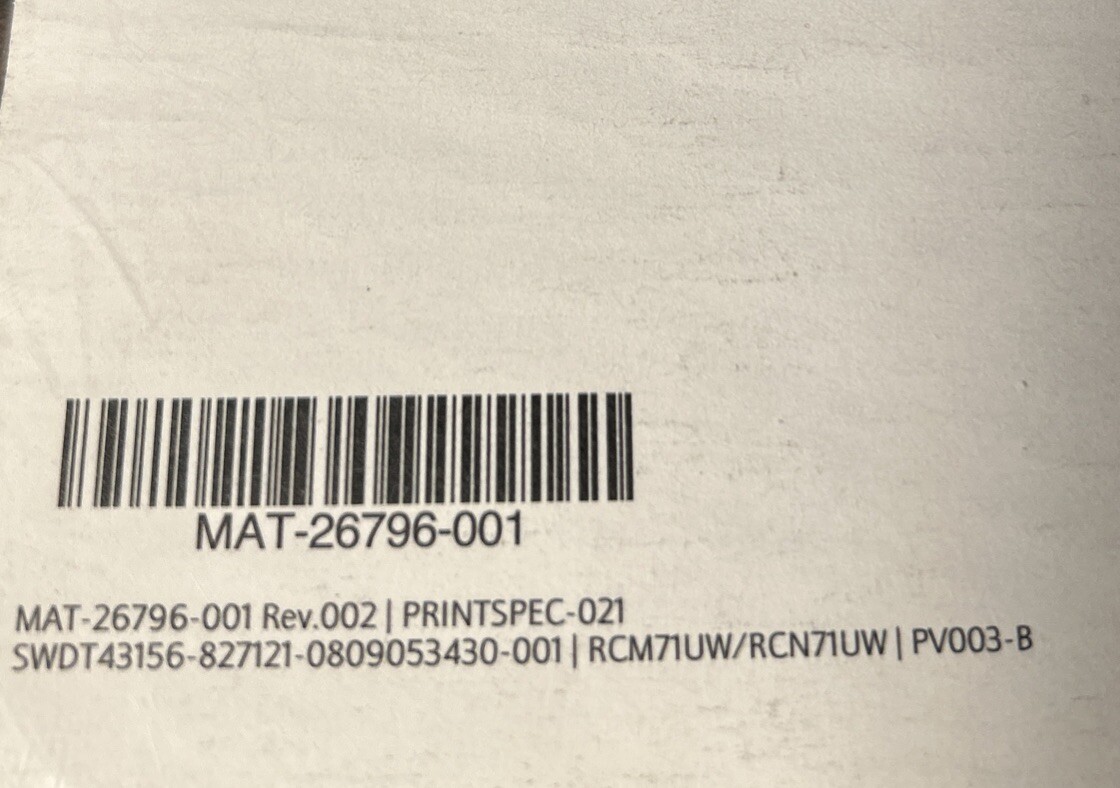 MAT-26796-001
MAT-26796-001 Rev.002 | PRINTSPEC-021
SWDT43156-827121-0809053430-001 | RCM71UW/RCN71UW | PV003-B